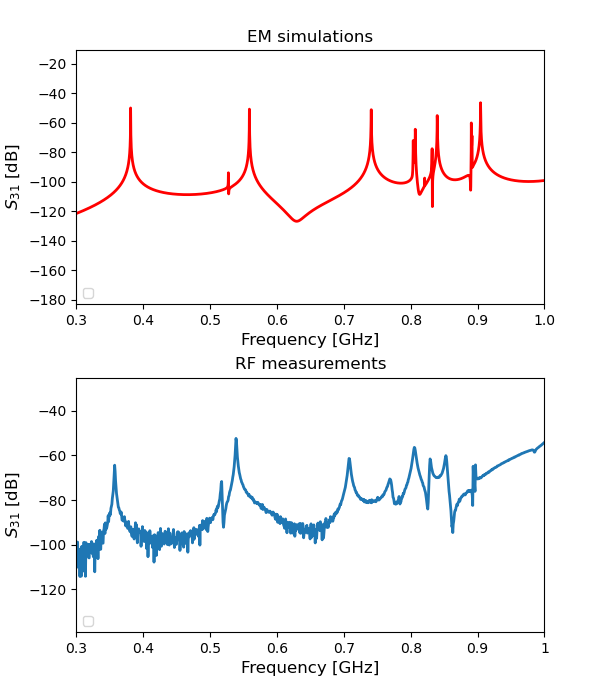 EM simulations
S31 [dB]
−20
−40
−60
−80
−100
−120
−140
−160
−180
0.3 0.4 0.5 0.6 0.7 0.8 0.9 1.0
Frequency [GHz]
RF measurements
S31 [dB]
−40
−60
−80
−100
−120
0.3 0.4 0.5 0.6 0.7 0.8 0.9 1
Frequency [GHz]